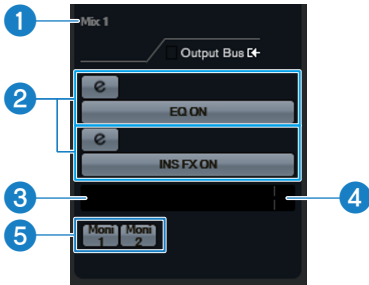 1
Mix 1
Output Bus
2
e
EQ ON
e
INS FX ON
3
4
5
Moni 1
Moni 2